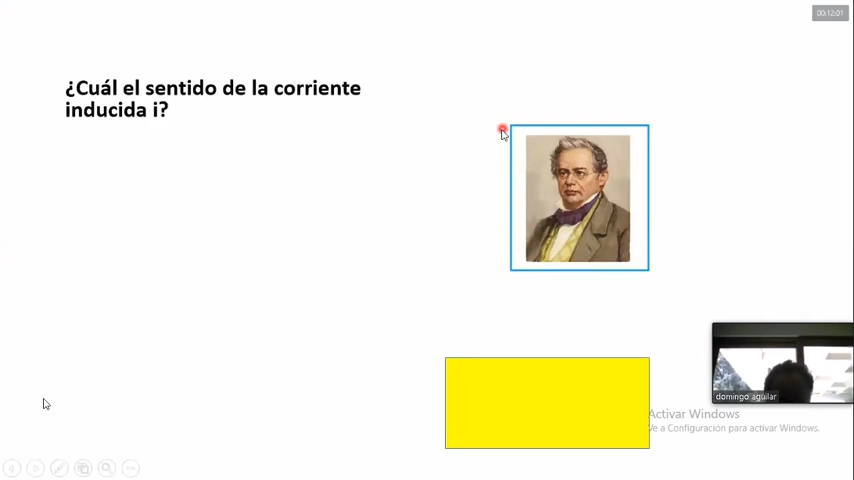 00:12:01
¿Cuál el sentido de la corriente
inducida i?
domingo aguilar
Activar Windows
Ve a Configuración para activar Windows.